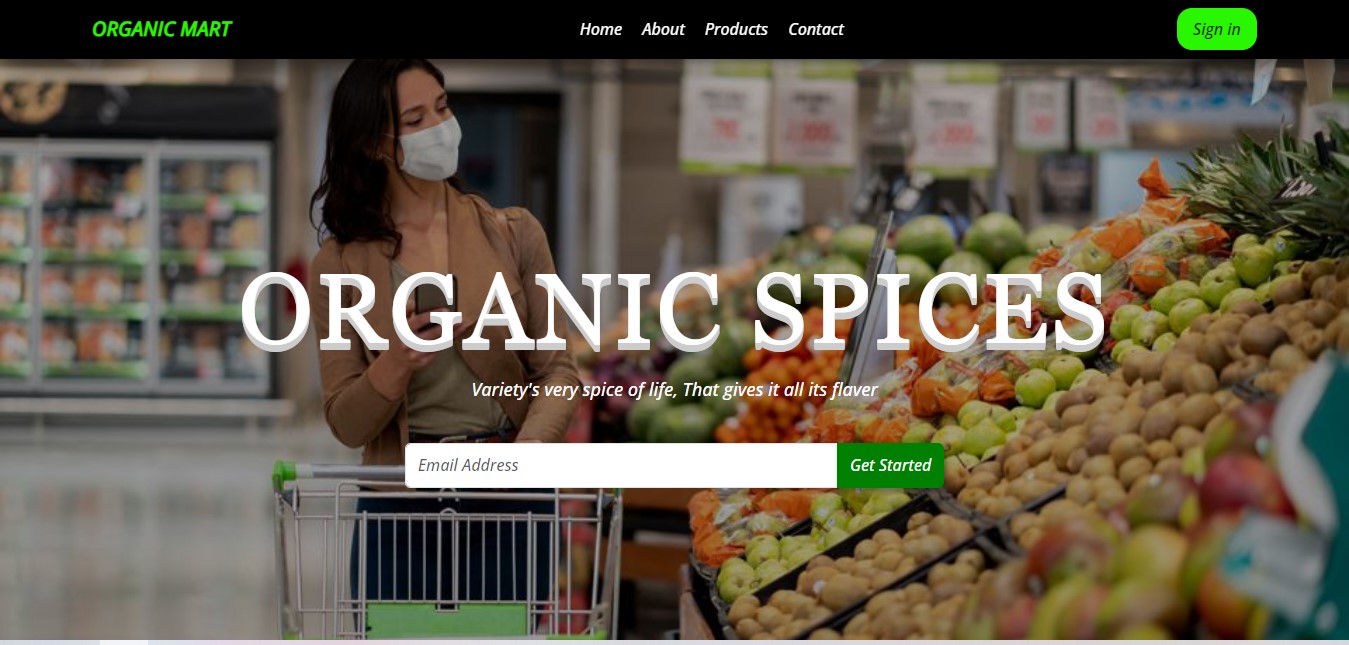 ORGANIC MART
Home About Products Contact
Sign in
ORGANIC SPICES
Variety's very spice of life, That gives it all its flaver
Email Address
Get Started